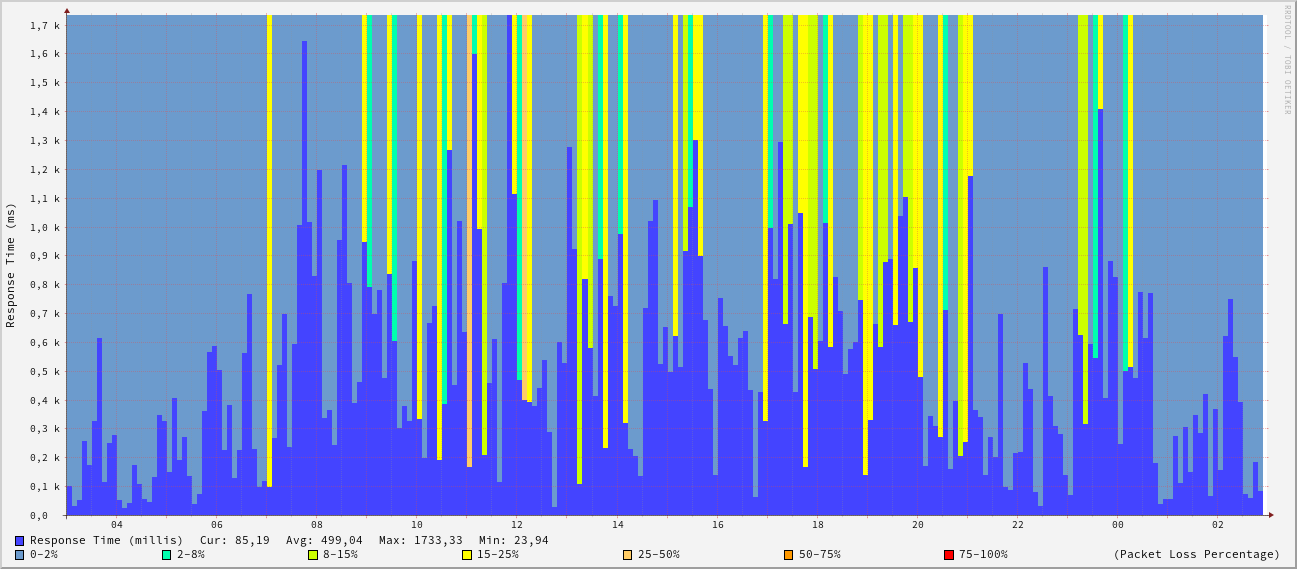 RRDTOOL / TOBI OETIKER
Response Time (ms)
1,7 k
1,6 k
1,5 k
1,4 k
1,3 k
1,2 k
1,1 k
1,0 k
0,9 k
0,8 k
0,7 k
0,6 k
0,5 k
0,4 k
0,3 k
0,2 k
0,1 k
0,0
04 06 08 10 12 14 16 18 20 22 00 02
Response Time (millis) Cur: 85,19 Avg: 499,04 Max: 1733,33 Min: 23,94
0-2% 2-8% 8-15% 15-25% 25-50% 50-75% 75-100% (Packet Loss Percentage)